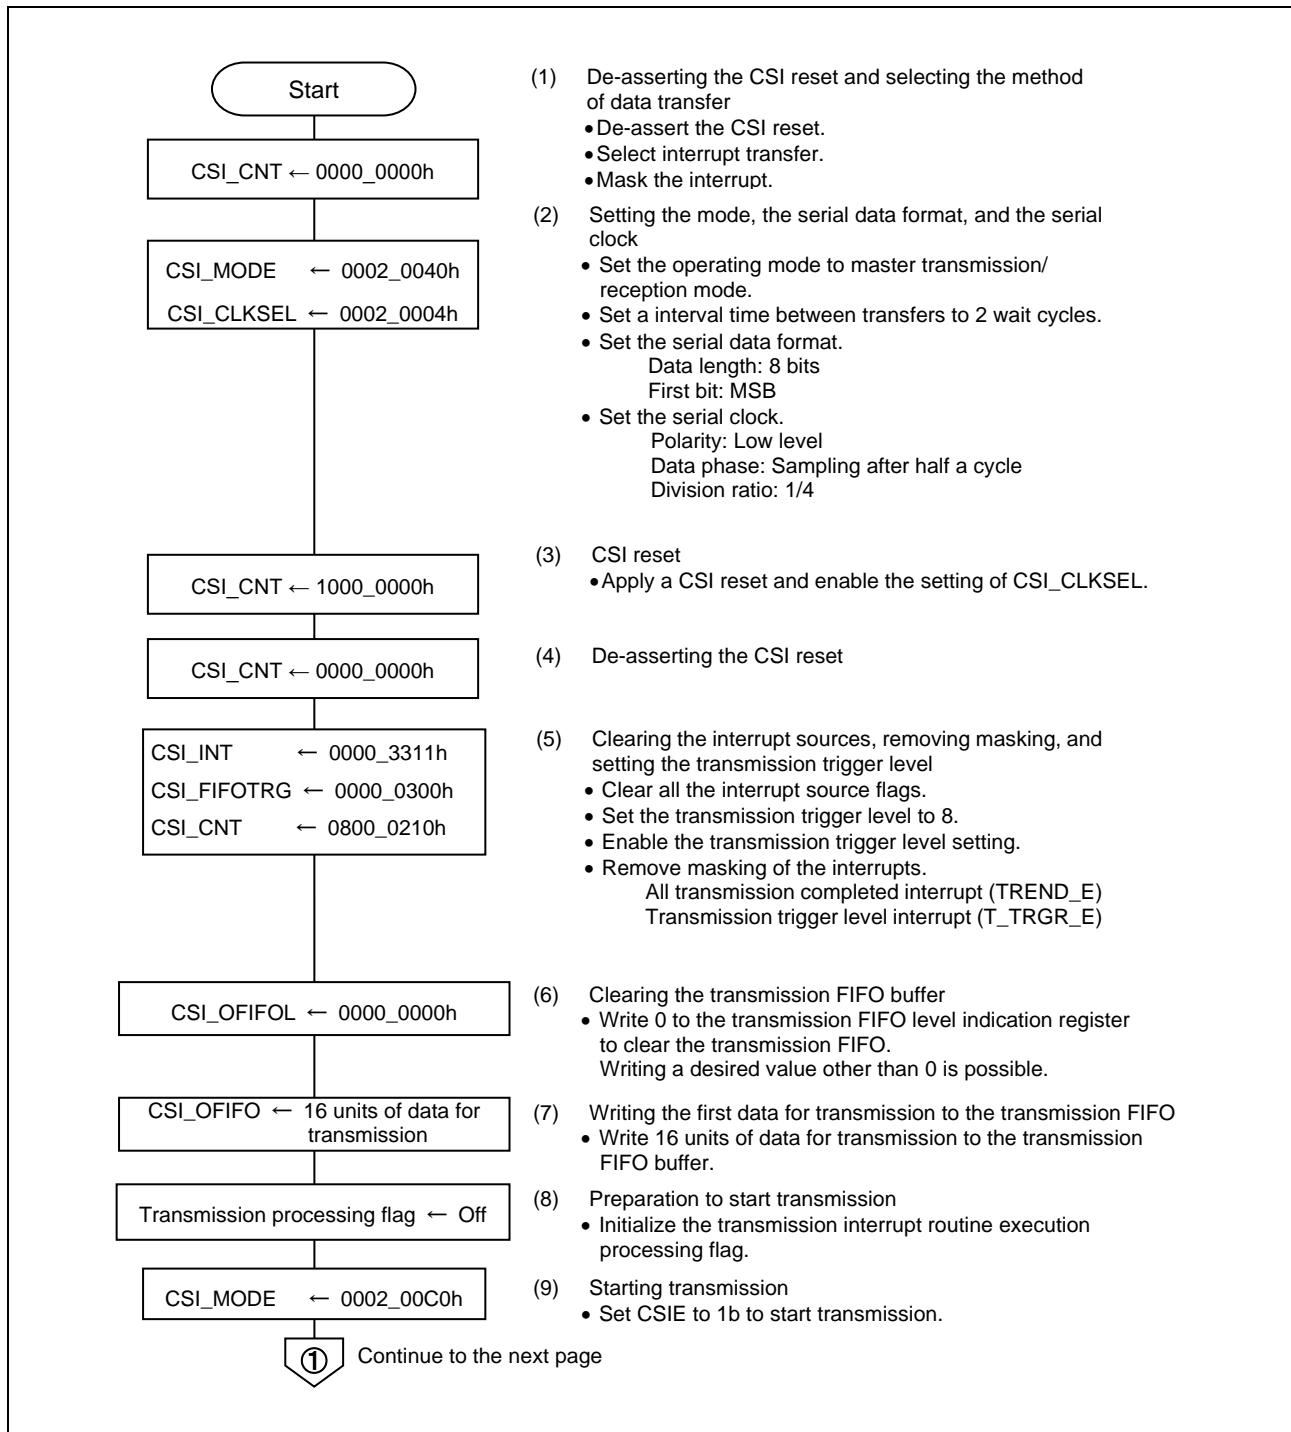 Start
(1) De-asserting the CSI reset and selecting the method
of data transfer
•De-assert the CSI reset.
•Select interrupt transfer.
•Mask the interrupt.
CSI_CNT ← 0000_0000h
(2) Setting the mode, the serial data format, and the serial
clock
• Set the operating mode to master transmission/
reception mode.
• Set a interval time between transfers to 2 wait cycles.
• Set the serial data format.
Data length: 8 bits
First bit: MSB
• Set the serial clock.
Polarity: Low level
Data phase: Sampling after half a cycle
Division ratio: 1/4
CSI_MODE ← 0002_0040h
CSI_CLKSEL ← 0002_0004h
(3) CSI reset
•Apply a CSI reset and enable the setting of CSI_CLKSEL.
CSI_CNT ← 1000_0000h
(4) De-asserting the CSI reset
CSI_CNT ← 0000_0000h
(5) Clearing the interrupt sources, removing masking, and
setting the transmission trigger level
• Clear all the interrupt source flags.
• Set the transmission trigger level to 8.
• Enable the transmission trigger level setting.
• Remove masking of the interrupts.
All transmission completed interrupt (TREND_E)
Transmission trigger level interrupt (T_TRGR_E)
CSI_INT ← 0000_3311h
CSI_FIFOTRG ← 0000_0300h
CSI_CNT ← 0800_0210h
(6) Clearing the transmission FIFO buffer
• Write 0 to the transmission FIFO level indication register
to clear the transmission FIFO.
Writing a desired value other than 0 is possible.
CSI_OFIFOL ← 0000_0000h
(7) Writing the first data for transmission to the transmission FIFO
• Write 16 units of data for transmission to the transmission
FIFO buffer.
CSI_OFIFO ← 16 units of data for
transmission
(8) Preparation to start transmission
• Initialize the transmission interrupt routine execution
processing flag.
Transmission processing flag ← Off
(9) Starting transmission
• Set CSIE to 1b to start transmission.
CSI_MODE ← 0002_00C0h
① Continue to the next page